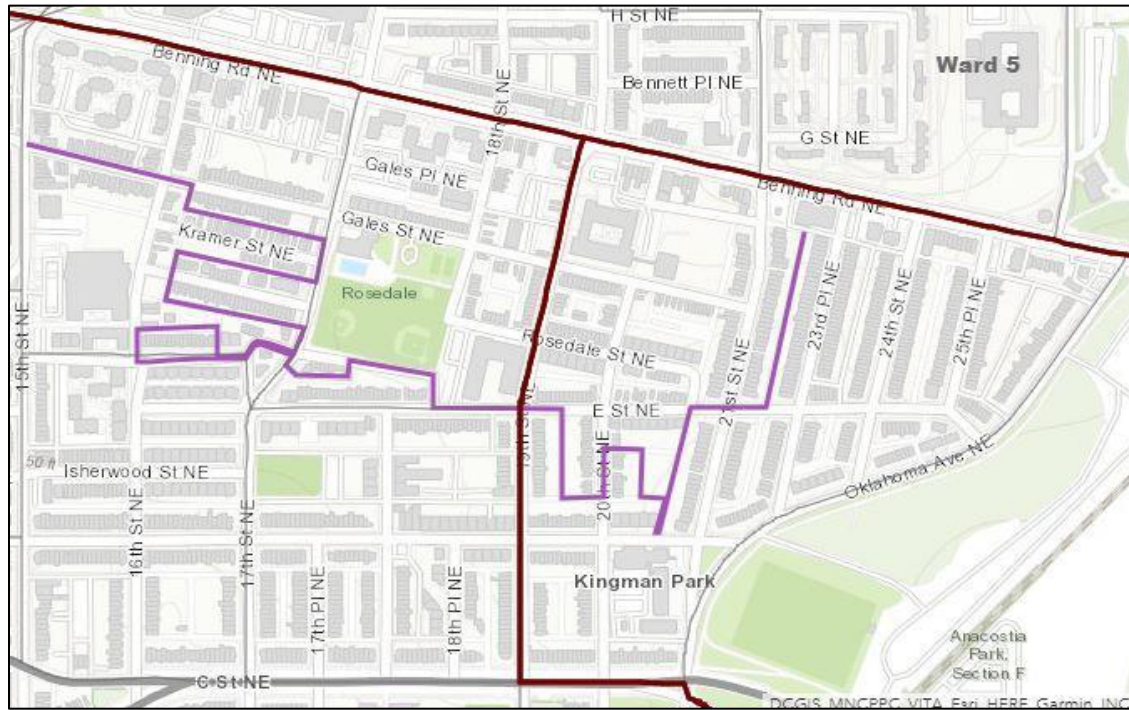 H St NE
Benning Rd NE
Bennett Pl NE
Ward 5
18th St NE
G St NE
Gales Pl NE
Benning Rd NE
Gales St NE
Kramer St NE
Rosedale
23rd Pl NE
24th St NE
25th Pl NE
15th St NE
Rosedale St NE
21st St NE
E St NE
19th St NE
50 ft
Isherwood St NE
20th St NE
Oklahoma Ave NE
16th St NE
17th St NE
Kingman Park
17th Pl NE
18th Pl NE
Anacostia
Park,
Section F
C St NE
DCGIS, MNCPPC, VITA, Esri, HERE, Garmin, INC